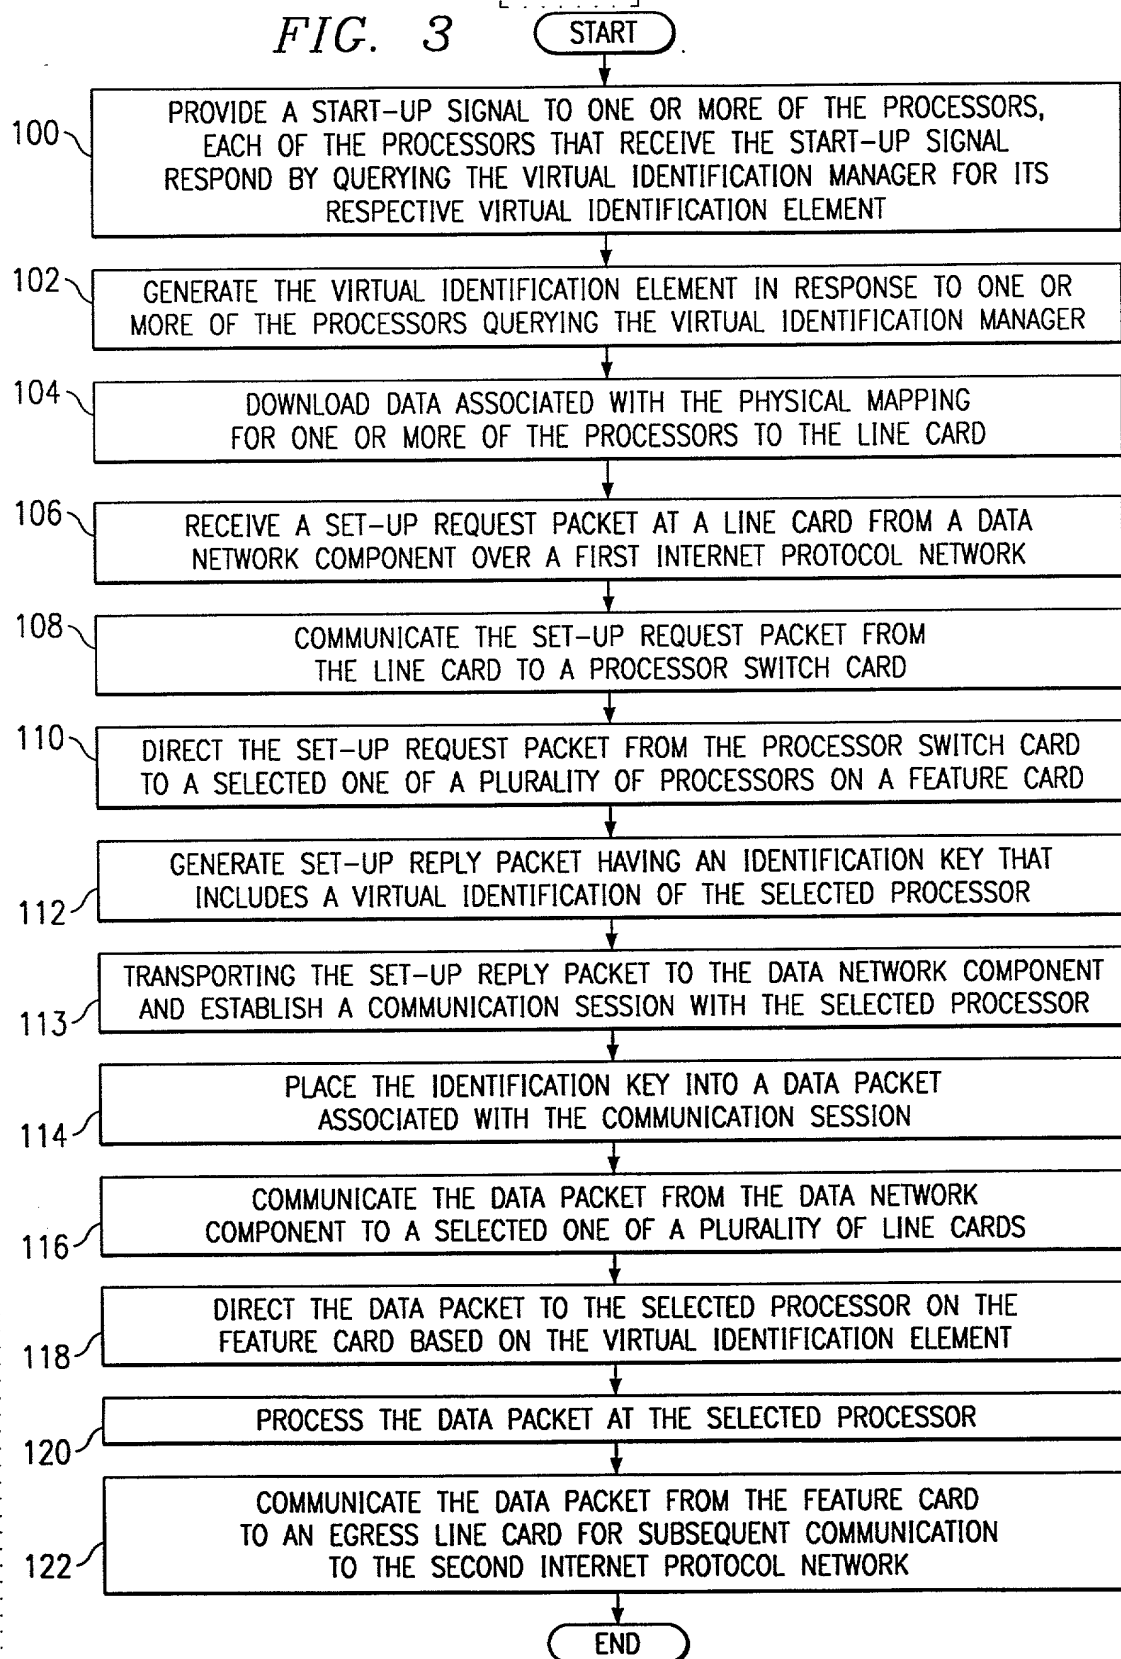 FIG. 3
START
100
PROVIDE A START-UP SIGNAL TO ONE OR MORE OF THE PROCESSORS,
EACH OF THE PROCESSORS THAT RECEIVE THE START-UP SIGNAL
RESPOND BY QUERYING THE VIRTUAL IDENTIFICATION MANAGER FOR ITS
RESPECTIVE VIRTUAL IDENTIFICATION ELEMENT
102
GENERATE THE VIRTUAL IDENTIFICATION ELEMENT IN RESPONSE TO ONE OR
MORE OF THE PROCESSORS QUERYING THE VIRTUAL IDENTIFICATION MANAGER
104
DOWNLOAD DATA ASSOCIATED WITH THE PHYSICAL MAPPING
FOR ONE OR MORE OF THE PROCESSORS TO THE LINE CARD
106
RECEIVE A SET-UP REQUEST PACKET AT A LINE CARD FROM A DATA
NETWORK COMPONENT OVER A FIRST INTERNET PROTOCOL NETWORK
108
COMMUNICATE THE SET-UP REQUEST PACKET FROM
THE LINE CARD TO A PROCESSOR SWITCH CARD
110
DIRECT THE SET-UP REQUEST PACKET FROM THE PROCESSOR SWITCH CARD
TO A SELECTED ONE OF A PLURALITY OF PROCESSORS ON A FEATURE CARD
112
GENERATE SET-UP REPLY PACKET HAVING AN IDENTIFICATION KEY THAT
INCLUDES A VIRTUAL IDENTIFICATION OF THE SELECTED PROCESSOR
113
TRANSPORTING THE SET-UP REPLY PACKET TO THE DATA NETWORK COMPONENT
AND ESTABLISH A COMMUNICATION SESSION WITH THE SELECTED PROCESSOR
114
PLACE THE IDENTIFICATION KEY INTO A DATA PACKET
ASSOCIATED WITH THE COMMUNICATION SESSION
116
COMMUNICATE THE DATA PACKET FROM THE DATA NETWORK
COMPONENT TO A SELECTED ONE OF A PLURALITY OF LINE CARDS
118
DIRECT THE DATA PACKET TO THE SELECTED PROCESSOR ON THE
FEATURE CARD BASED ON THE VIRTUAL IDENTIFICATION ELEMENT
120
PROCESS THE DATA PACKET AT THE SELECTED PROCESSOR
122
COMMUNICATE THE DATA PACKET FROM THE FEATURE CARD
TO AN EGRESS LINE CARD FOR SUBSEQUENT COMMUNICATION
TO THE SECOND INTERNET PROTOCOL NETWORK
END